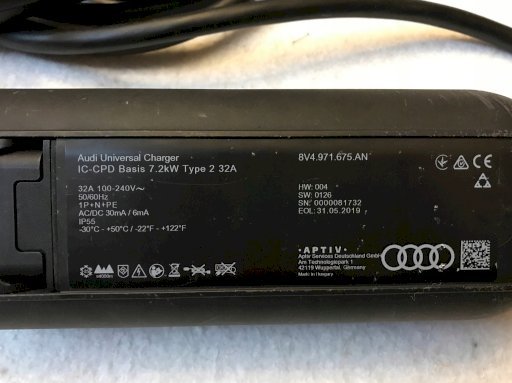 Audi Universal Charger
IC-CPD Basis 7.2kW Type 2 32A
8V4.971.675.AN
32A 100-240V~
50/60Hz
1P+N+PE
AC/DC 30mA / 6mA
IP55
-30°C - +50°C / -22°F - +122°F
HW: 004
SW: 0126
SN: 0000081732
EOL: 31.05.2019
• A P T I V •
Aptiv Services Deutschland GmbH
Am Technologiepark 1
42119 Wuppertal, Germany
Made in Hungary
≤4000m
CE